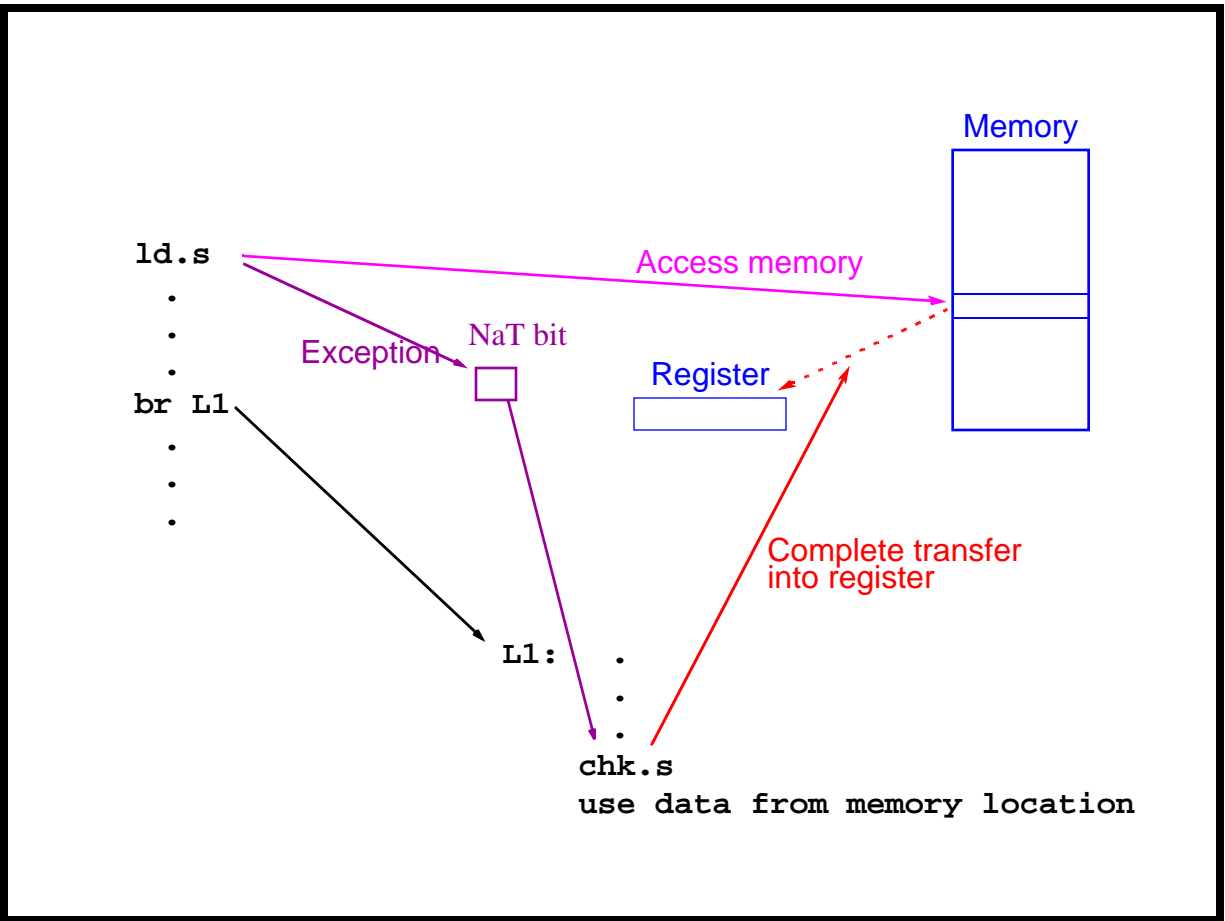 Memory
ld.s
Access memory
.
.
NaT bit
Exception
.
Register
br L1
.
.
.
Complete transfer
into register
L1: .
.
.
chk.s
use data from memory location